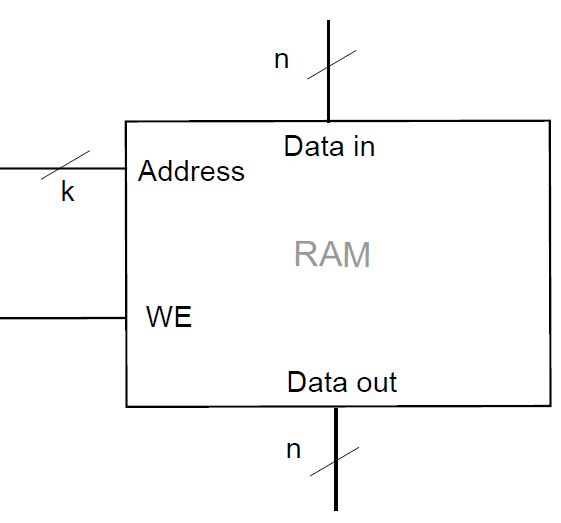 n
Data in
Address
k
RAM
WE
Data out
n